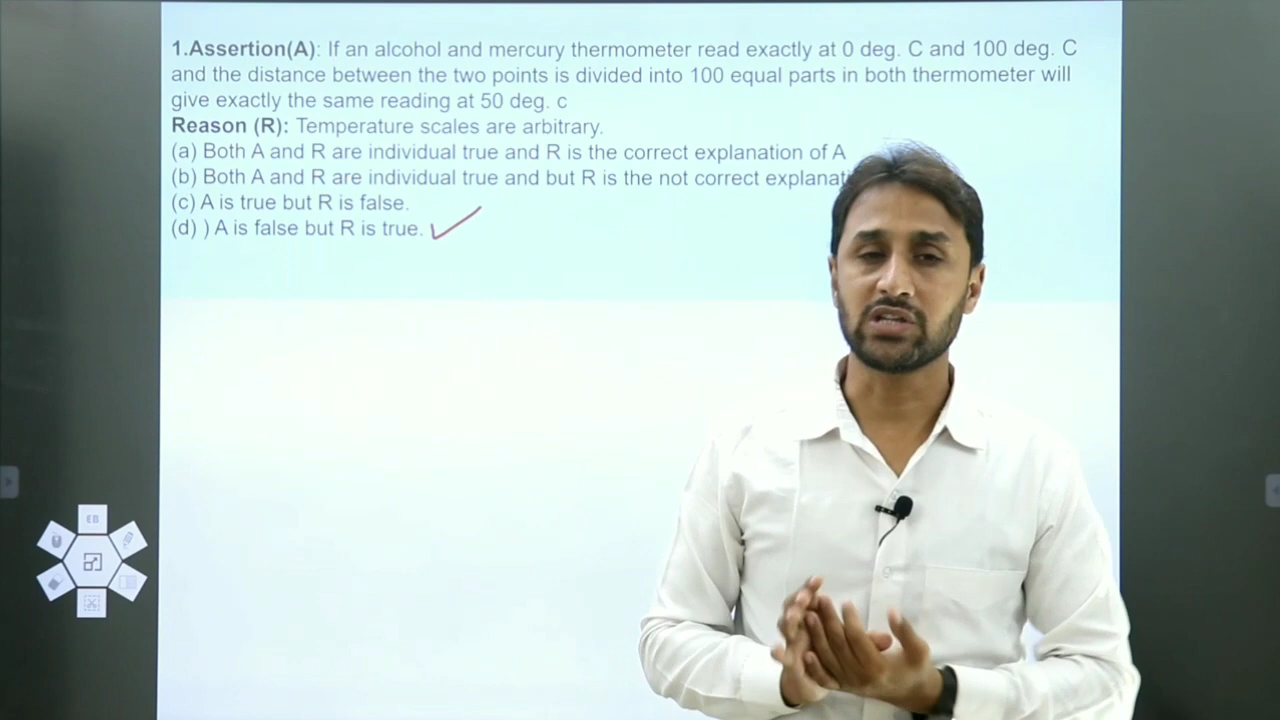 1.Assertion(A): If an alcohol and mercury thermometer read exactly at 0 deg. C and 100 deg. C
and the distance between the two points is divided into 100 equal parts in both thermometer will
give exactly the same reading at 50 deg. c
Reason (R): Temperature scales are arbitrary.
(a) Both A and R are individual true and R is the correct explanation of A
(b) Both A and R are individual true and but R is the not correct
(c) A is true but R is false.
(d) ) A is false but R is true.
EB